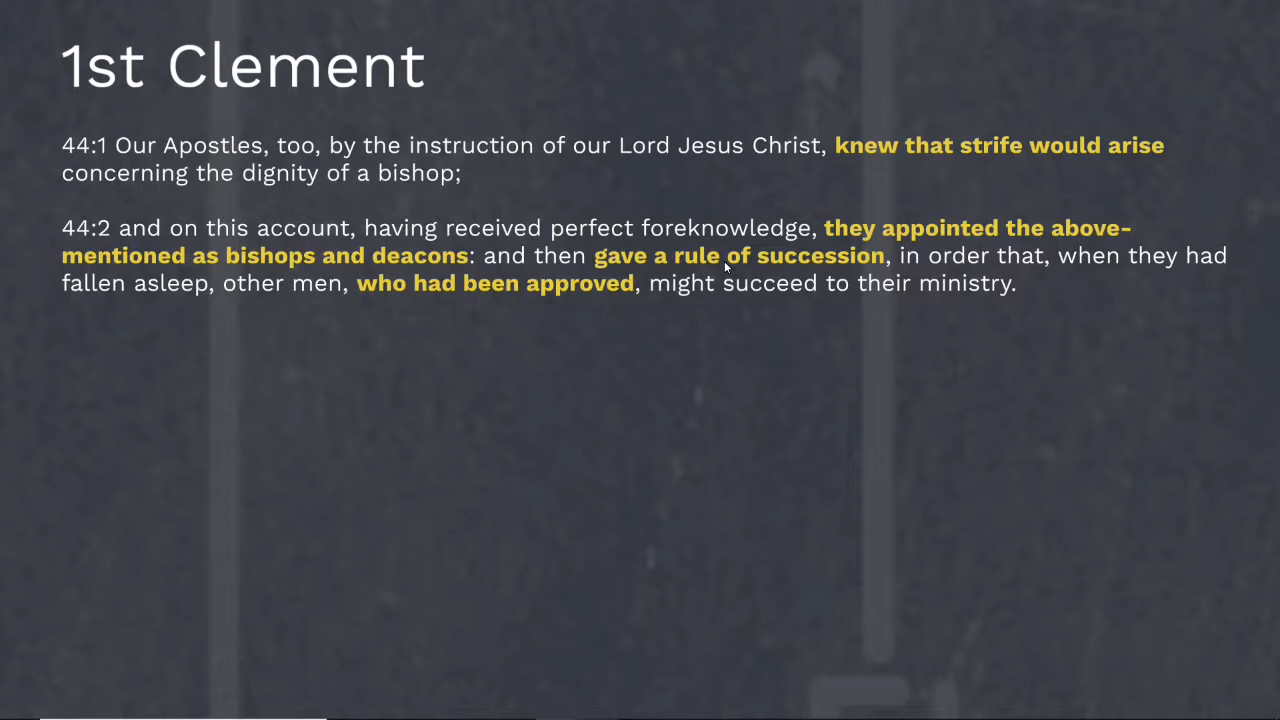 1st Clement
44:1 Our Apostles, too, by the instruction of our Lord Jesus Christ, knew that strife would arise
concerning the dignity of a bishop;
44:2 and on this account, having received perfect foreknowledge, they appointed the above-
mentioned as bishops and deacons: and then gave a rule of succession, in order that, when they had
fallen asleep, other men, who had been approved, might succeed to their ministry.